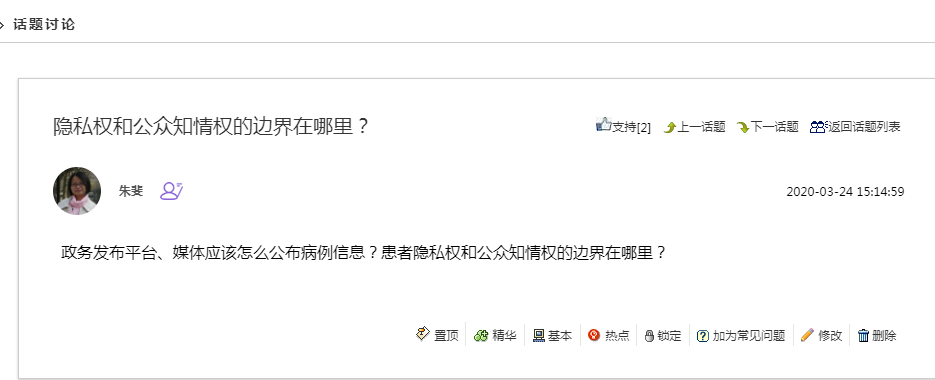 话题讨论
隐私权和公众知情权的边界在哪里？
支持[2] 上一话题 下一话题 返回话题列表
朱斐
2020-03-24 15:14:59
政务发布平台、媒体应该怎么公布病例信息？患者隐私权和公众知情权的边界在哪里？
置顶 精华 基本 热点 锁定 加为常见问题 修改 删除